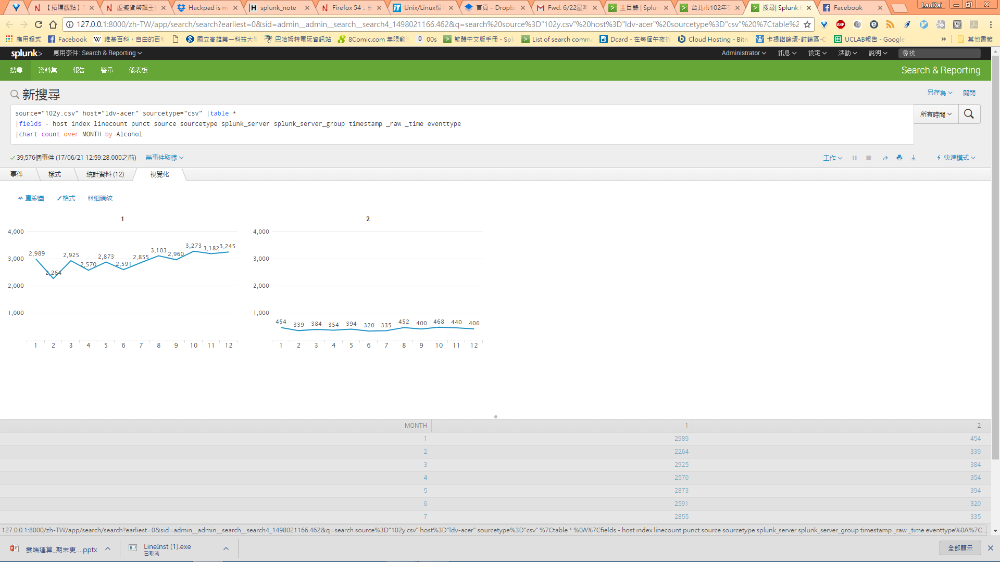 【拓墣觀點】
虛擬貨幣飆王
Hackpad is m
splunk_note
Firefox 54：
Unix/Linux爆
首頁 – Dropbo
Fwd: 6/22星期
主目錄 | Splun
台北市102年
搜尋 | Splunk
Facebook
LauDai
127.0.0.1:8000/zh-TW/app/search/search?earliest=0&sid=admin__admin__search__search4_1498021166.462&q=search%20source%3D"102y.csv"%20host%3D"ldv-acer"%20sourcetype%3D"csv"%20%7Ctable%2
應用程式
Facebook
維基百科，自由的百科
國立高雄第一科技大學
巴哈姆特電玩資訊站
8Comic.com 無限動
00s
繁體中文版手冊 - Spl
List of search comma
Dcard - 在每個午夜
Cloud Hosting - Bitn
卡提諾論壇-討論區-C
UCLAB報告 - Google
»
其他書籤
splunk>
應用套件: Search & Reporting
Administrator
訊息
設定
活動
說明
尋找
搜尋
資料集
報告
警示
儀表板
Search & Reporting
新搜尋
另存為
關閉
source="102y.csv" host="ldv-acer" sourcetype="csv" |table *
|fields - host index linecount punct source sourcetype splunk_server splunk_server_group timestamp _raw _time eventtype
|chart count over MONTH by Alcohol
所有時間
39,576個事件 (17/06/21 12:59:28.000之前)
無事件取樣
工作
快速模式
事件
樣式
統計資料 (12)
視覺化
直線圖
格式
細網紋
1
4,000
3,000
2,000
1,000
2,989 2,264 2,925 2,570 2,873 2,591 2,855 3,103 2,960 3,273 3,182 3,245
1 2 3 4 5 6 7 8 9 10 11 12
2
4,000
3,000
2,000
1,000
454 339 384 354 394 320 335 452 400 468 440 406
1 2 3 4 5 6 7 8 9 10 11 12
MONTH 1 2
1 2989 454
2 2264 339
3 2925 384
4 2570 354
5 2873 394
6 2591 320
7 2855 335
127.0.0.1:8000/zh-TW/app/search/search?earliest=0&sid=admin__admin__search__search4_1498021166.462&q=search source%3D"102y.csv" host%3D"ldv-acer" sourcetype%3D"csv" %7Ctable * %0A%7Cfields - host index linecount punct source sourcetype splunk_server splunk_server_group timestamp _raw _time eventtype%0A%7C...
雲端運算_期末更....pptx
LineInst (1).exe
已取消
全部顯示